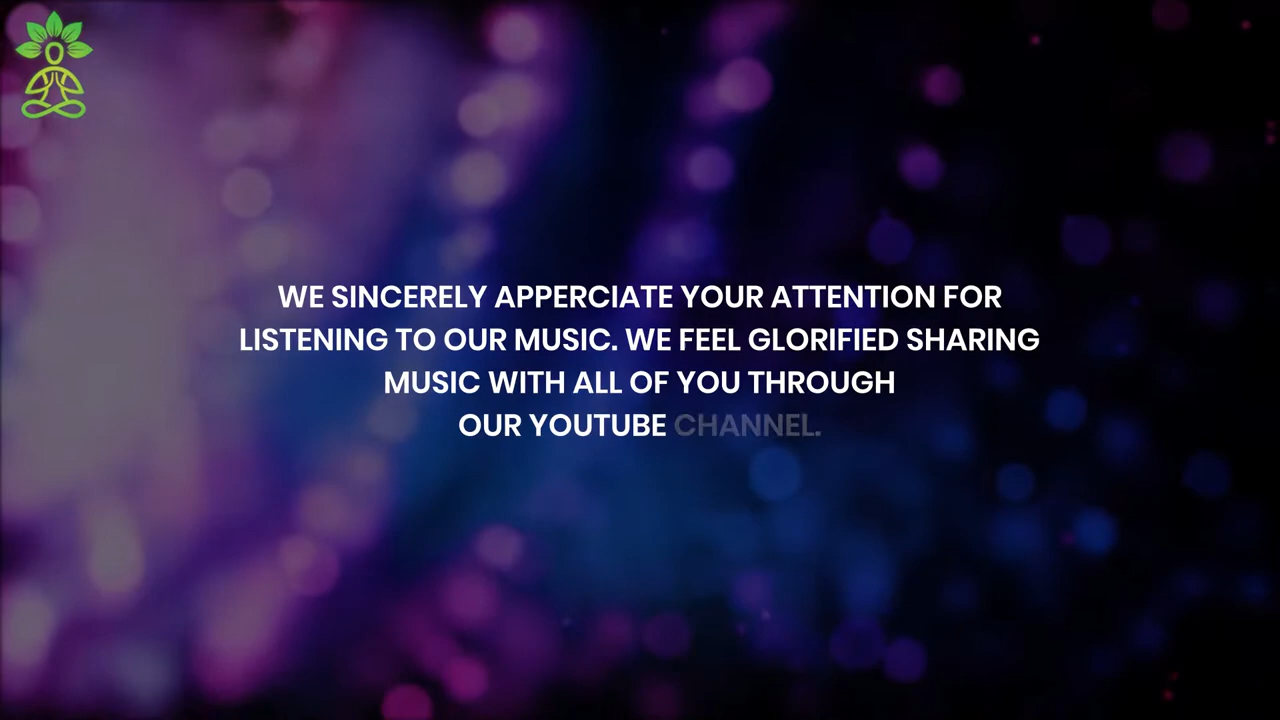 WE SINCERELY APPERCIATE YOUR ATTENTION FOR
LISTENING TO OUR MUSIC. WE FEEL GLORIFIED SHARING
MUSIC WITH ALL OF YOU THROUGH
OUR YOUTUBE CHANNEL.